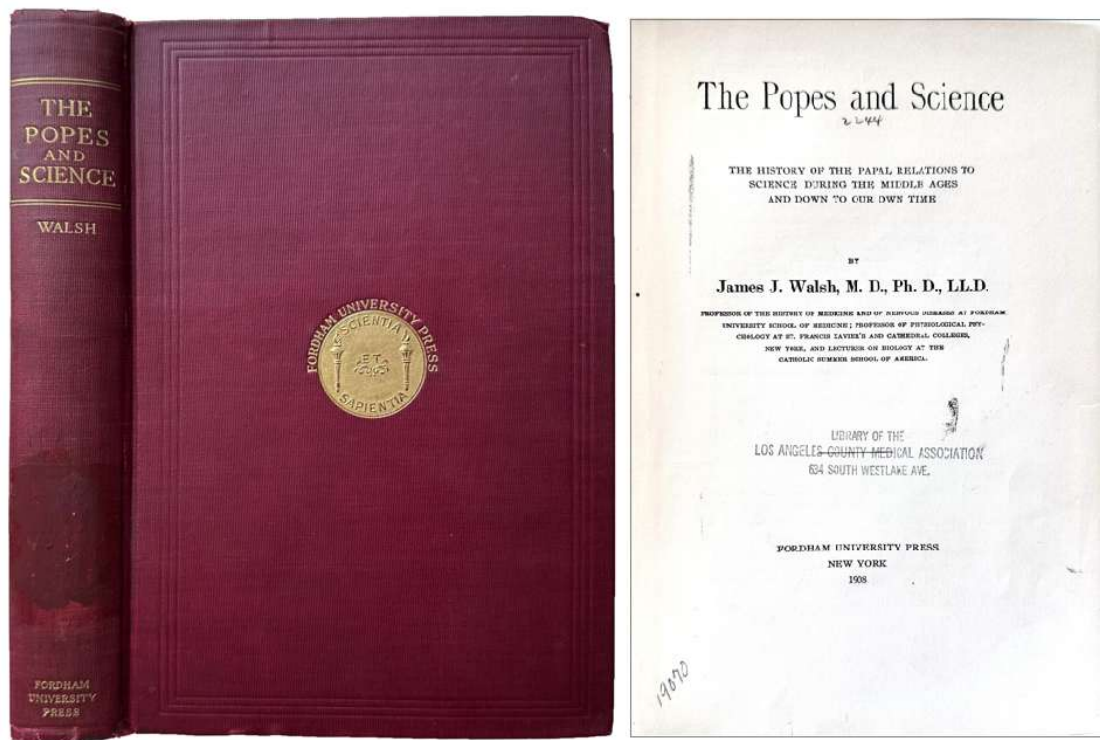 THE
POPES
AND
SCIENCE
WALSH
FORDHAM
UNIVERSITY
PRESS
FORDHAM UNIVERSITY PRESS
SCIENTIA
ET
SAPIENTIA
The Popes and Science
2244
THE HISTORY OF THE PAPAL RELATIONS TO
SCIENCE DURING THE MIDDLE AGES
AND DOWN TO OUR OWN TIME
BY
James J. Walsh, M. D., Ph. D., LL.D.
PROFESSOR OF THE HISTORY OF MEDICINE AND OF NERVOUS DISEASES AT FORDHAM
UNIVERSITY SCHOOL OF MEDICINE; PROFESSOR OF PHYSIOLOGICAL PSY-
CHOLOGY AT ST. FRANCIS XAVIER'S AND CATHEDRAL COLLEGES,
NEW YORK, AND LECTURER ON BIOLOGY AT THE
CATHOLIC SUMMER SCHOOL OF AMERICA.
LIBRARY OF THE
LOS ANGELES COUNTY MEDICAL ASSOCIATION
634 SOUTH WESTLAKE AVE.
FORDHAM UNIVERSITY PRESS
NEW YORK
1908
19070